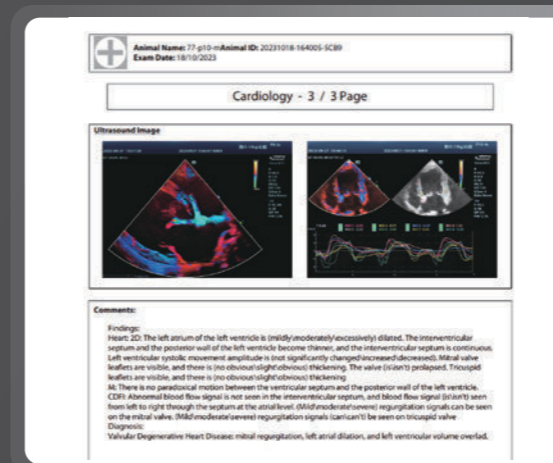 Animal Name: 77-p10-mAnimal ID: 20231018-164005-SCB9
Exam Date: 18/10/2023
Cardiology - 3 / 3 Page
Ultrasound Image
Comments:
Findings:
Heart: 2D: The left atrium of the left ventricle is (mildly\moderately\excessively) dilated. The interventricular
septum and the posterior wall of the left ventricle become thinner, and the interventricular septum is continuous.
Left ventricular systolic movement amplitude is (not significantly changed\increased\decreased). Mitral valve
leaflets are visible, and there is (no obvious\slight\obvious) thickening. The valve (is\isn't) prolapsed. Tricuspid
leaflets are visible, and there is (no obvious\slight\obvious) thickening
M: There is no paradoxical motion between the ventricular septum and the posterior wall of the left ventricle.
CDFI: Abnormal blood flow signal is not seen in the interventricular septum, and blood flow signal (is\isn't) seen
from left to right through the septum at the atrial level. (Mild\moderate\severe) regurgitation signals can be seen
on the mitral valve. (Mild\moderate\severe) regurgitation signals (can\can't) be seen on tricuspid valve
Diagnosis:
Valvular Degenerative Heart Disease: mitral regurgitation, left atrial dilation, and left ventricular volume overlad.